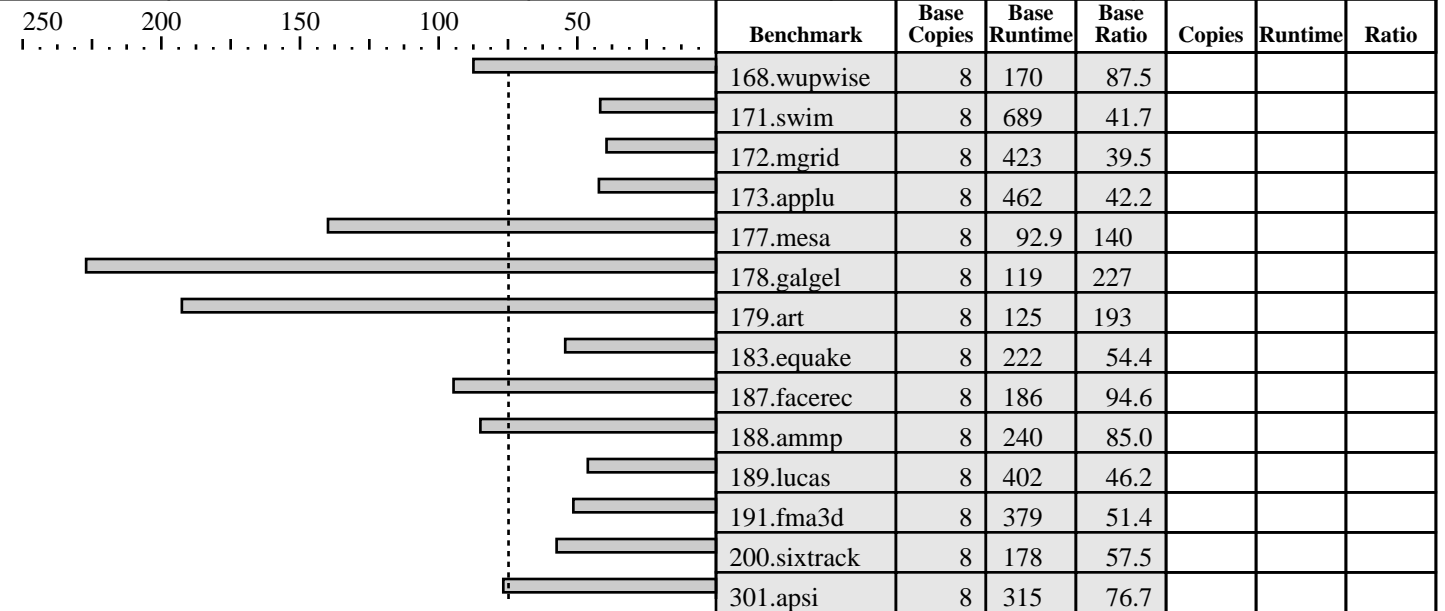 250 200 150 100 50
Benchmark Base Copies Base Runtime Base Ratio Copies Runtime Ratio
168.wupwise 8 170 87.5
171.swim 8 689 41.7
172.mgrid 8 423 39.5
173.applu 8 462 42.2
177.mesa 8 92.9 140
178.galgel 8 119 227
179.art 8 125 193
183.equake 8 222 54.4
187.facerec 8 186 94.6
188.ammp 8 240 85.0
189.lucas 8 402 46.2
191.fma3d 8 379 51.4
200.sixtrack 8 178 57.5
301.apsi 8 315 76.7